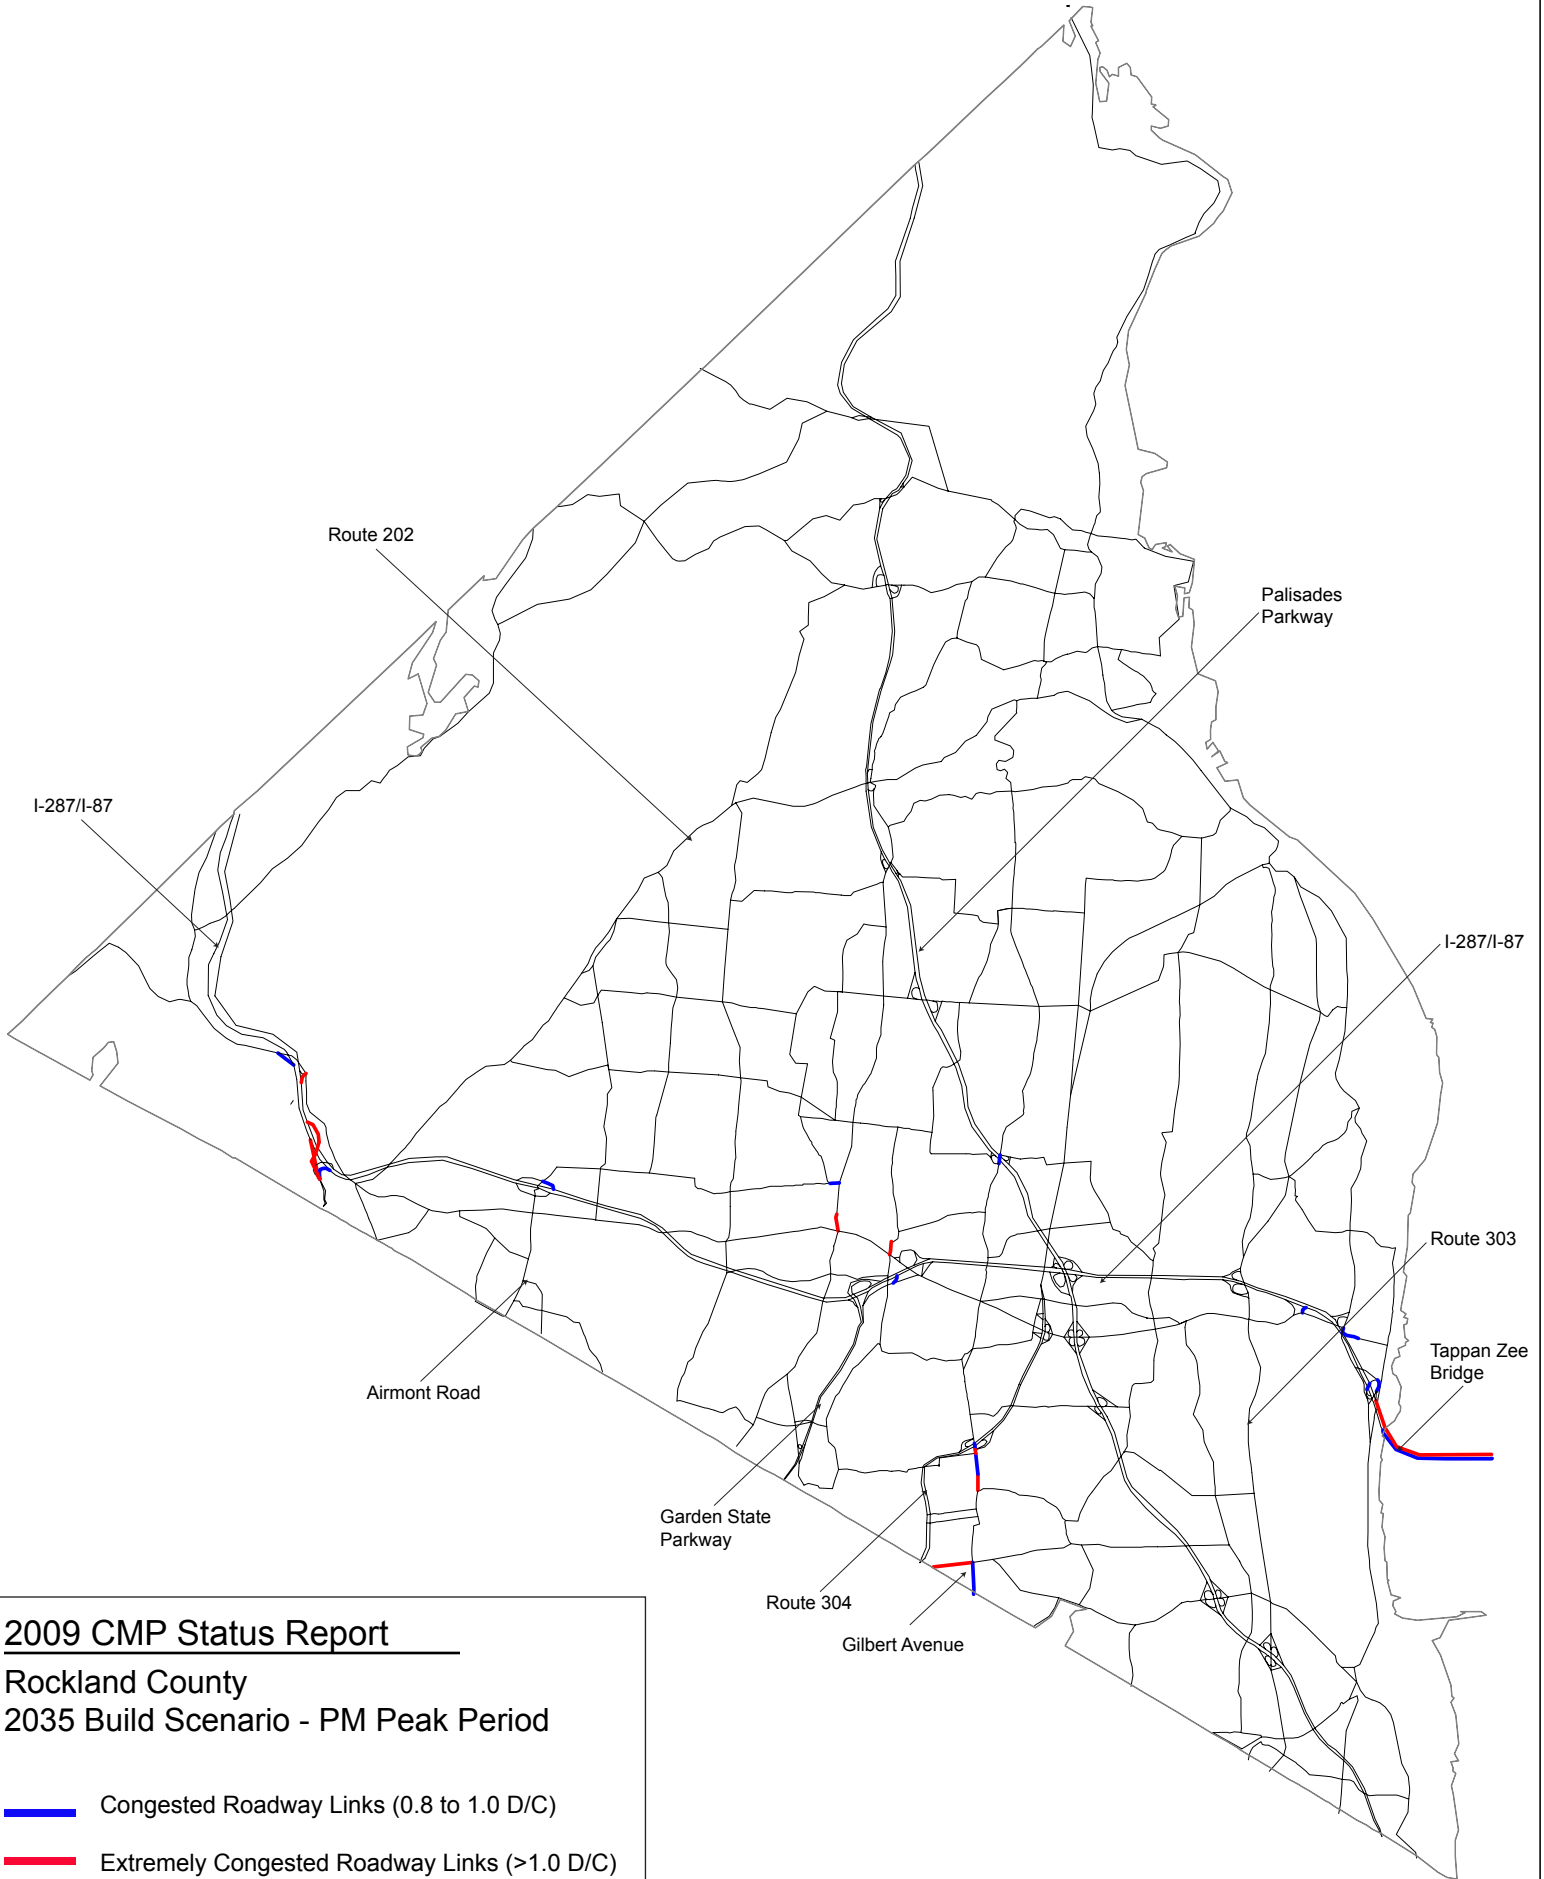 Route 202
Palisades
Parkway
I-287/I-87
I-287/I-87
Route 303
Tappan Zee
Bridge
Airmont Road
Garden State
Parkway
Route 304
Gilbert Avenue
2009 CMP Status Report
Rockland County
2035 Build Scenario - PM Peak Period
Congested Roadway Links (0.8 to 1.0 D/C)
Extremely Congested Roadway Links (>1.0 D/C)